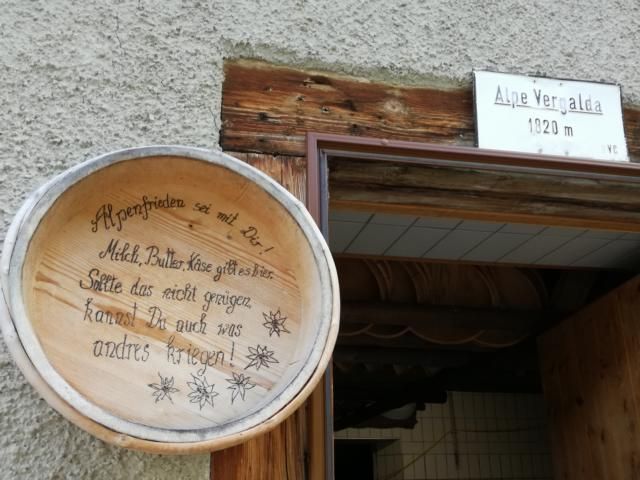 Alpenfrieden sei mit Dir!
Milch, Butter, Käse gibt es hier.
Sollte das nicht genügen,
kannst Du auch was
andres kriegen!
Alpe Vergalda
1820 m
VVC